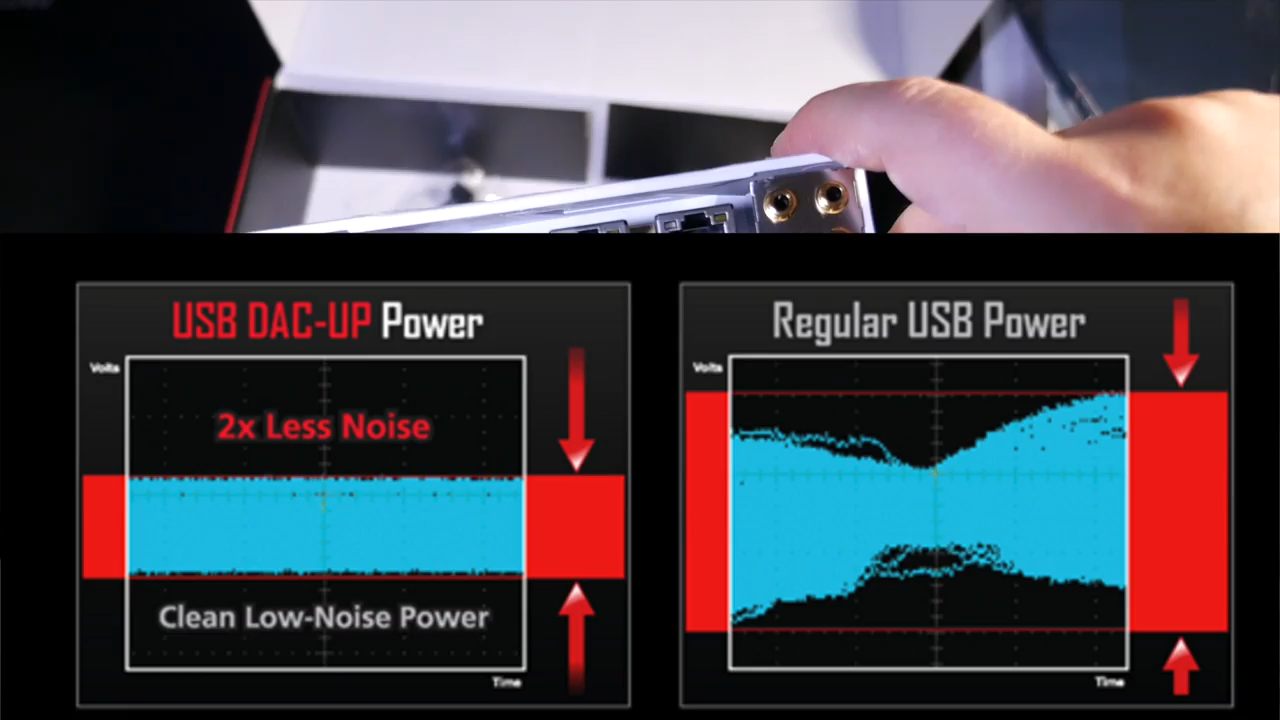 USB DAC-UP Power
Volts
2x Less Noise
Clean Low-Noise Power
Time
Regular USB Power
Volts
Time